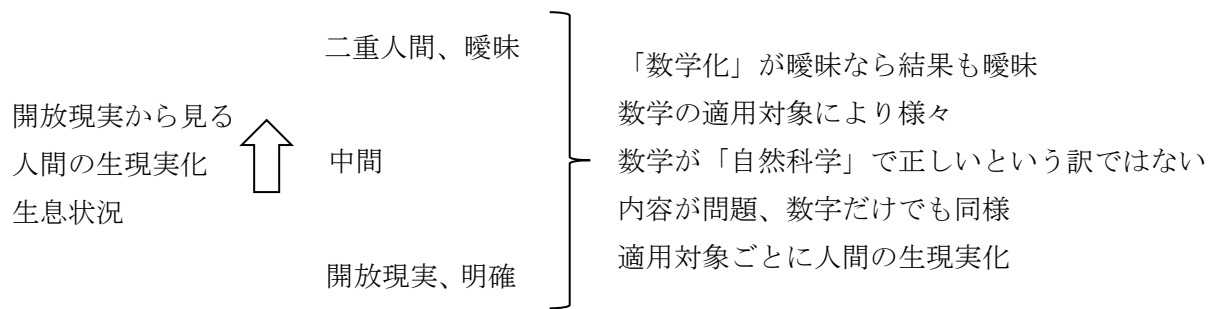 二重人間、曖昧
開放現実から見る
人間の生現実化
生息状況
中間
開放現実、明確
「数学化」が曖昧なら結果も曖昧
数学の適用対象により様々
数学が「自然科学」で正しいという訳ではない
内容が問題、数字だけでも同様
適用対象ごとに人間の生現実化